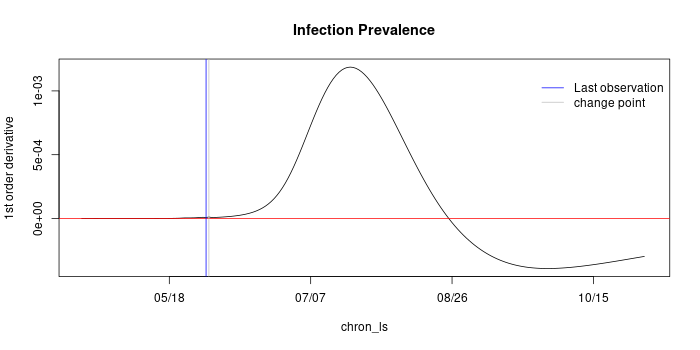 Infection Prevalence
1st order derivative
1e-03
5e-04
0e+00
Last observation
change point
05/18 07/07 08/26 10/15
chron_ls